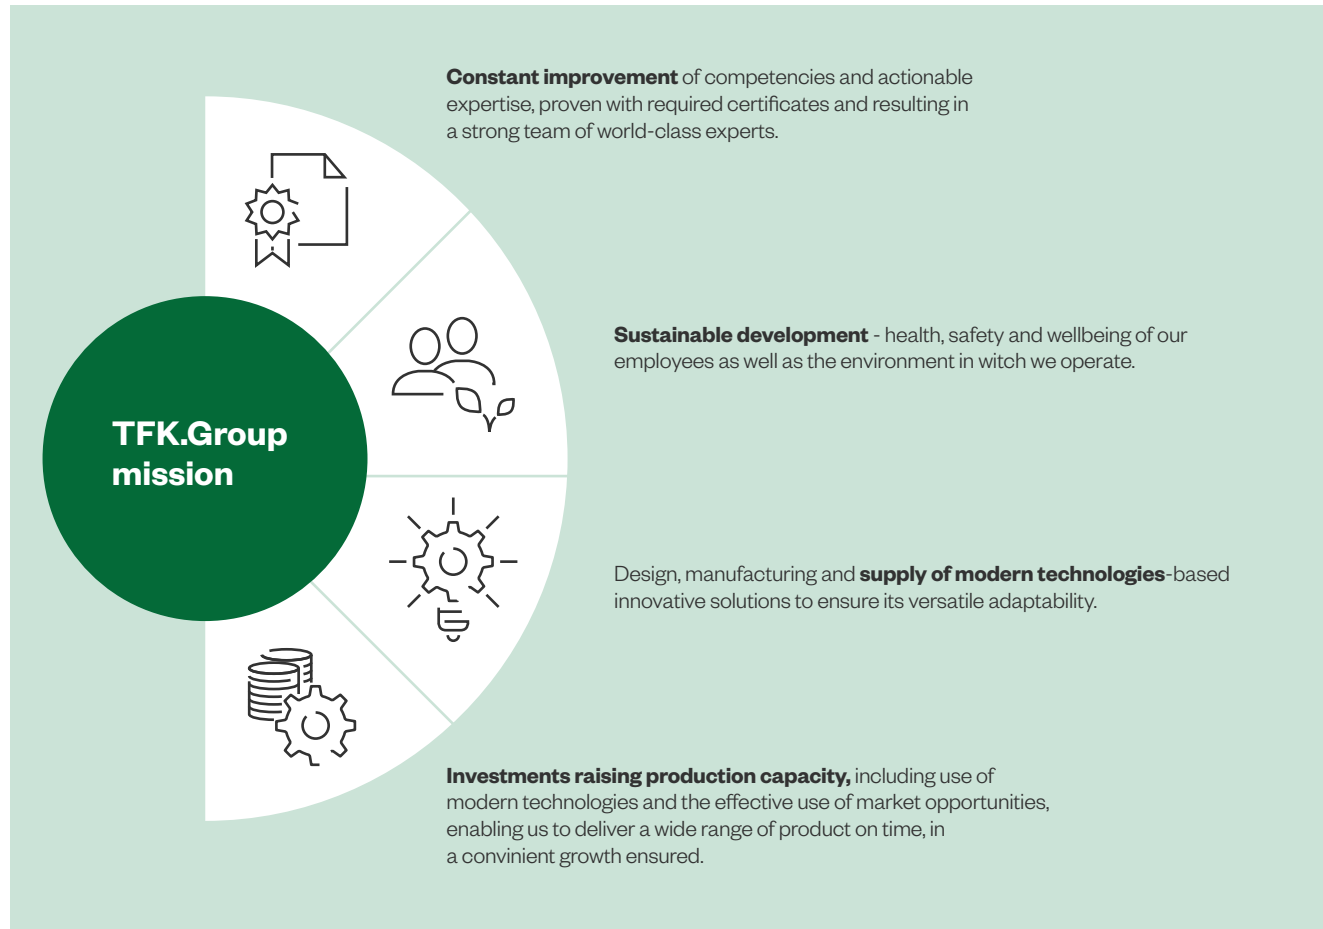 Constant improvement of competencies and actionable
expertise, proven with required certificates and resulting in
a strong team of world-class experts.
Sustainable development - health, safety and wellbeing of our
employees as well as the environment in witch we operate.
TFK.Group
mission
Design, manufacturing and supply of modern technologies-based
innovative solutions to ensure its versatile adaptability.
Investments raising production capacity, including use of
modern technologies and the effective use of market opportunities,
enabling us to deliver a wide range of product on time, in
a convinient growth ensured.